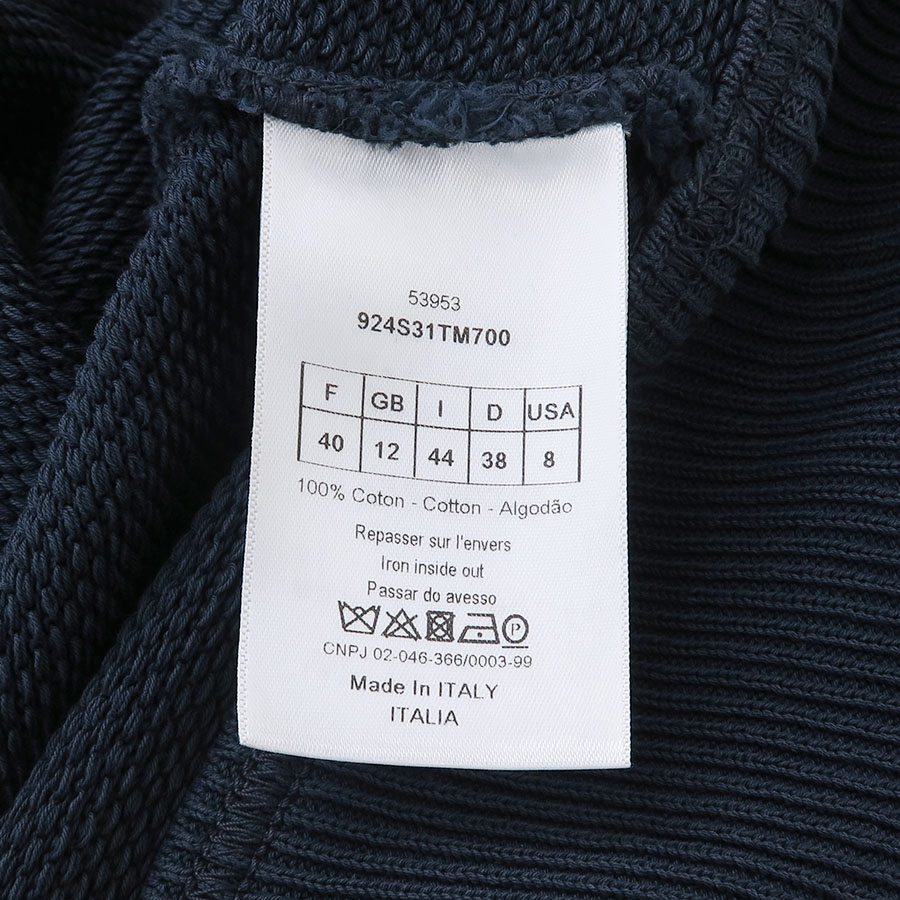 53953
924S31TM700
F GB I D USA
40 12 44 38 8
100% Coton - Cotton - Algodão
Repasser sur l'envers
Iron inside out
Passar do avesso
P
CNPJ 02-046-366/0003-99
Made In ITALY
ITALIA